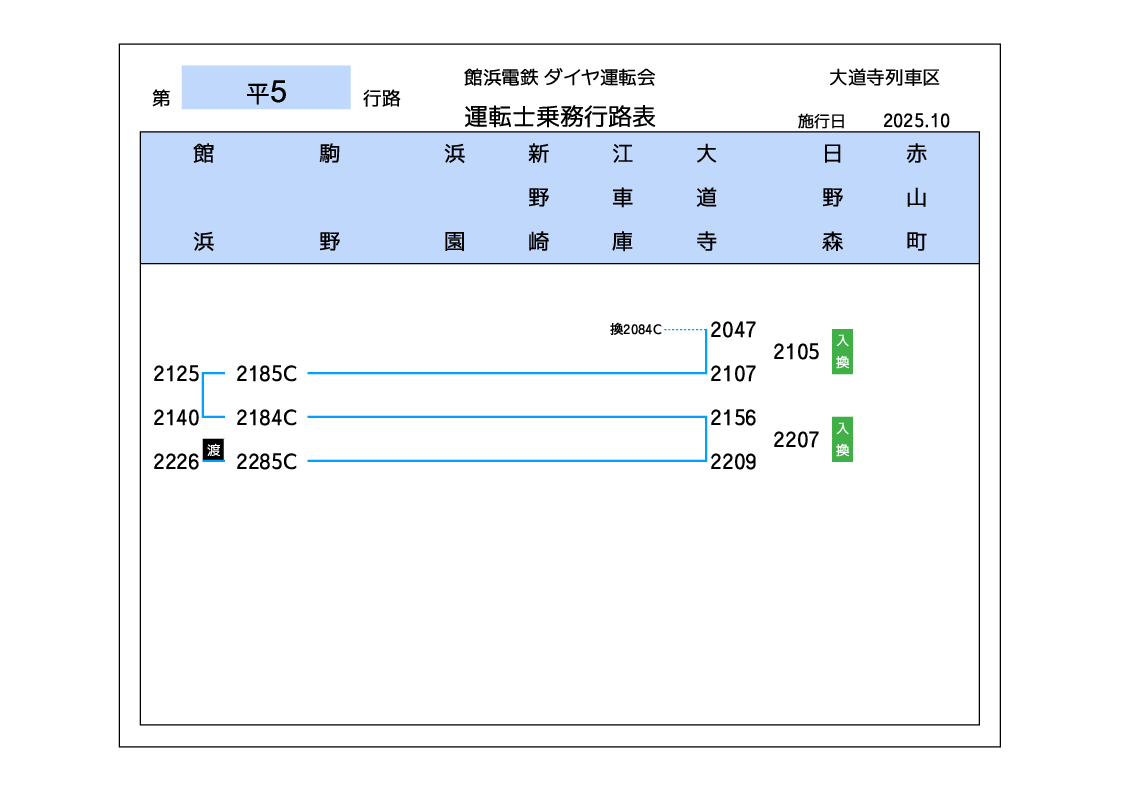 館浜電鉄 ダイヤ運転会
大道寺列車区
第 平5 行路
運転士乗務行路表
施行日 2025.10
館浜 駒野 浜園 新野崎 江車庫 大道寺 日野森 赤山町
換2084C 2047
2105 入換
2125 2185C 2107
2140 2184C 2156
2207 入換
渡
2226 2285C 2209